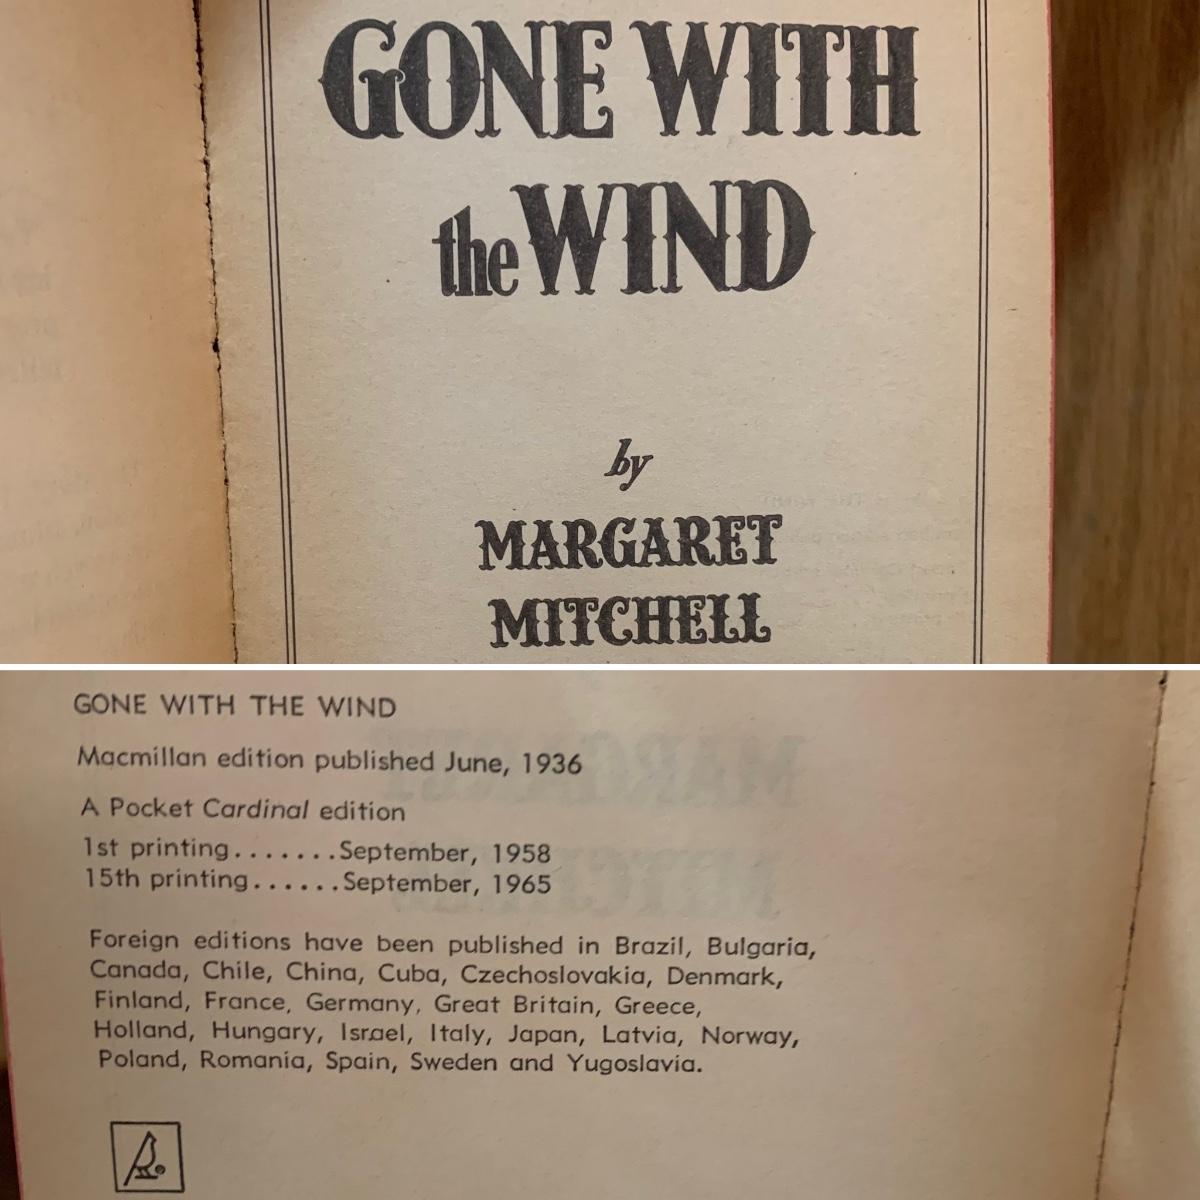 GONE WITH
the WIND
by
MARGARET
MITCHELL
GONE WITH THE WIND
Macmillan edition published June, 1936
A Pocket Cardinal edition
1st printing.......September, 1958
15th printing......September, 1965
Foreign editions have been published in Brazil, Bulgaria,
Canada, Chile, China, Cuba, Czechoslovakia, Denmark,
Finland, France, Germany, Great Britain, Greece,
Holland, Hungary, Israel, Italy, Japan, Latvia, Norway,
Poland, Romania, Spain, Sweden and Yugoslavia.